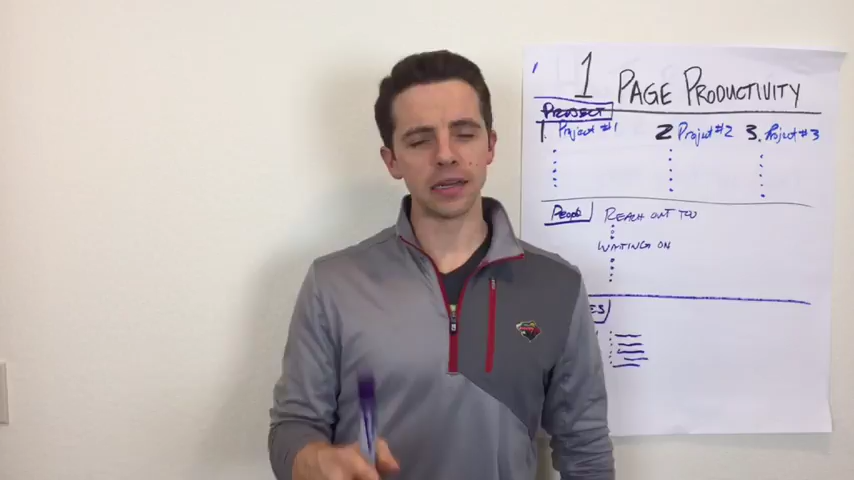 1 PAGE PRODUCTIVITY
PROJECT
1. Project #1 2 Project #2 3. Project #3
People REACH OUT TO
WAITING ON
ES